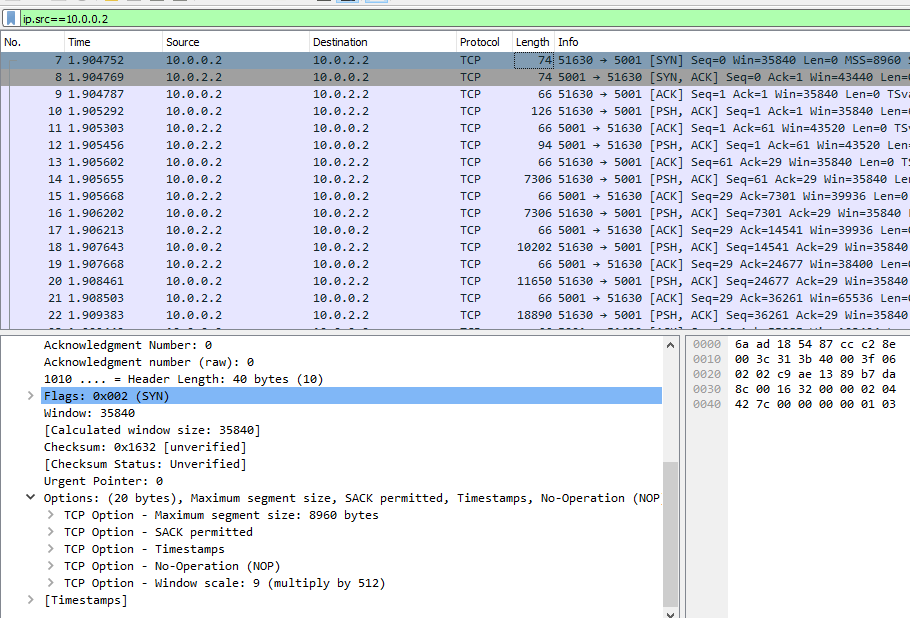 ip.src==10.0.0.2
No. Time Source Destination Protocol Length Info
7 1.904752 10.0.0.2 10.0.2.2 TCP 74 51630 → 5001 [SYN] Seq=0 Win=35840 Len=0 MSS=8960
8 1.904769 10.0.2.2 10.0.0.2 TCP 74 5001 → 51630 [SYN, ACK] Seq=0 Ack=1 Win=43440 Len=0
9 1.904787 10.0.0.2 10.0.2.2 TCP 66 51630 → 5001 [ACK] Seq=1 Ack=1 Win=35840 Len=0 TSva
10 1.905292 10.0.0.2 10.0.2.2 TCP 126 51630 → 5001 [PSH, ACK] Seq=1 Ack=1 Win=35840 Len=
11 1.905303 10.0.2.2 10.0.0.2 TCP 66 5001 → 51630 [ACK] Seq=1 Ack=61 Win=43520 Len=0 TS
12 1.905456 10.0.2.2 10.0.0.2 TCP 94 5001 → 51630 [PSH, ACK] Seq=1 Ack=61 Win=43520 Len=
13 1.905602 10.0.0.2 10.0.2.2 TCP 66 51630 → 5001 [ACK] Seq=61 Ack=29 Win=35840 Len=0 TS
14 1.905655 10.0.0.2 10.0.2.2 TCP 7306 51630 → 5001 [PSH, ACK] Seq=61 Ack=29 Win=35840 Len
15 1.905668 10.0.2.2 10.0.0.2 TCP 66 5001 → 51630 [ACK] Seq=29 Ack=7301 Win=39936 Len=0
16 1.906202 10.0.0.2 10.0.2.2 TCP 7306 51630 → 5001 [PSH, ACK] Seq=7301 Ack=29 Win=35840 L
17 1.906213 10.0.2.2 10.0.0.2 TCP 66 5001 → 51630 [ACK] Seq=29 Ack=14541 Win=39936 Len=0
18 1.907643 10.0.0.2 10.0.2.2 TCP 10202 51630 → 5001 [PSH, ACK] Seq=14541 Ack=29 Win=35840
19 1.907668 10.0.2.2 10.0.0.2 TCP 66 5001 → 51630 [ACK] Seq=29 Ack=24677 Win=38400 Len=0
20 1.908461 10.0.0.2 10.0.2.2 TCP 11650 51630 → 5001 [PSH, ACK] Seq=24677 Ack=29 Win=35840
21 1.908503 10.0.2.2 10.0.0.2 TCP 66 5001 → 51630 [ACK] Seq=29 Ack=36261 Win=65536 Len=0
22 1.909383 10.0.0.2 10.0.2.2 TCP 18890 51630 → 5001 [PSH, ACK] Seq=36261 Ack=29 Win=35840
Acknowledgment Number: 0
Acknowledgment number (raw): 0
1010 .... = Header Length: 40 bytes (10)
Flags: 0x002 (SYN)
Window: 35840
[Calculated window size: 35840]
Checksum: 0x1632 [unverified]
[Checksum Status: Unverified]
Urgent Pointer: 0
Options: (20 bytes), Maximum segment size, SACK permitted, Timestamps, No-Operation (NOP
TCP Option - Maximum segment size: 8960 bytes
TCP Option - SACK permitted
TCP Option - Timestamps
TCP Option - No-Operation (NOP)
TCP Option - Window scale: 9 (multiply by 512)
[Timestamps]
0000 6a ad 18 54 87 cc c2 8e
0010 00 3c 31 3b 40 00 3f 06
0020 02 02 c9 ae 13 89 b7 da
0030 8c 00 16 32 00 00 02 04
0040 42 7c 00 00 00 00 01 03